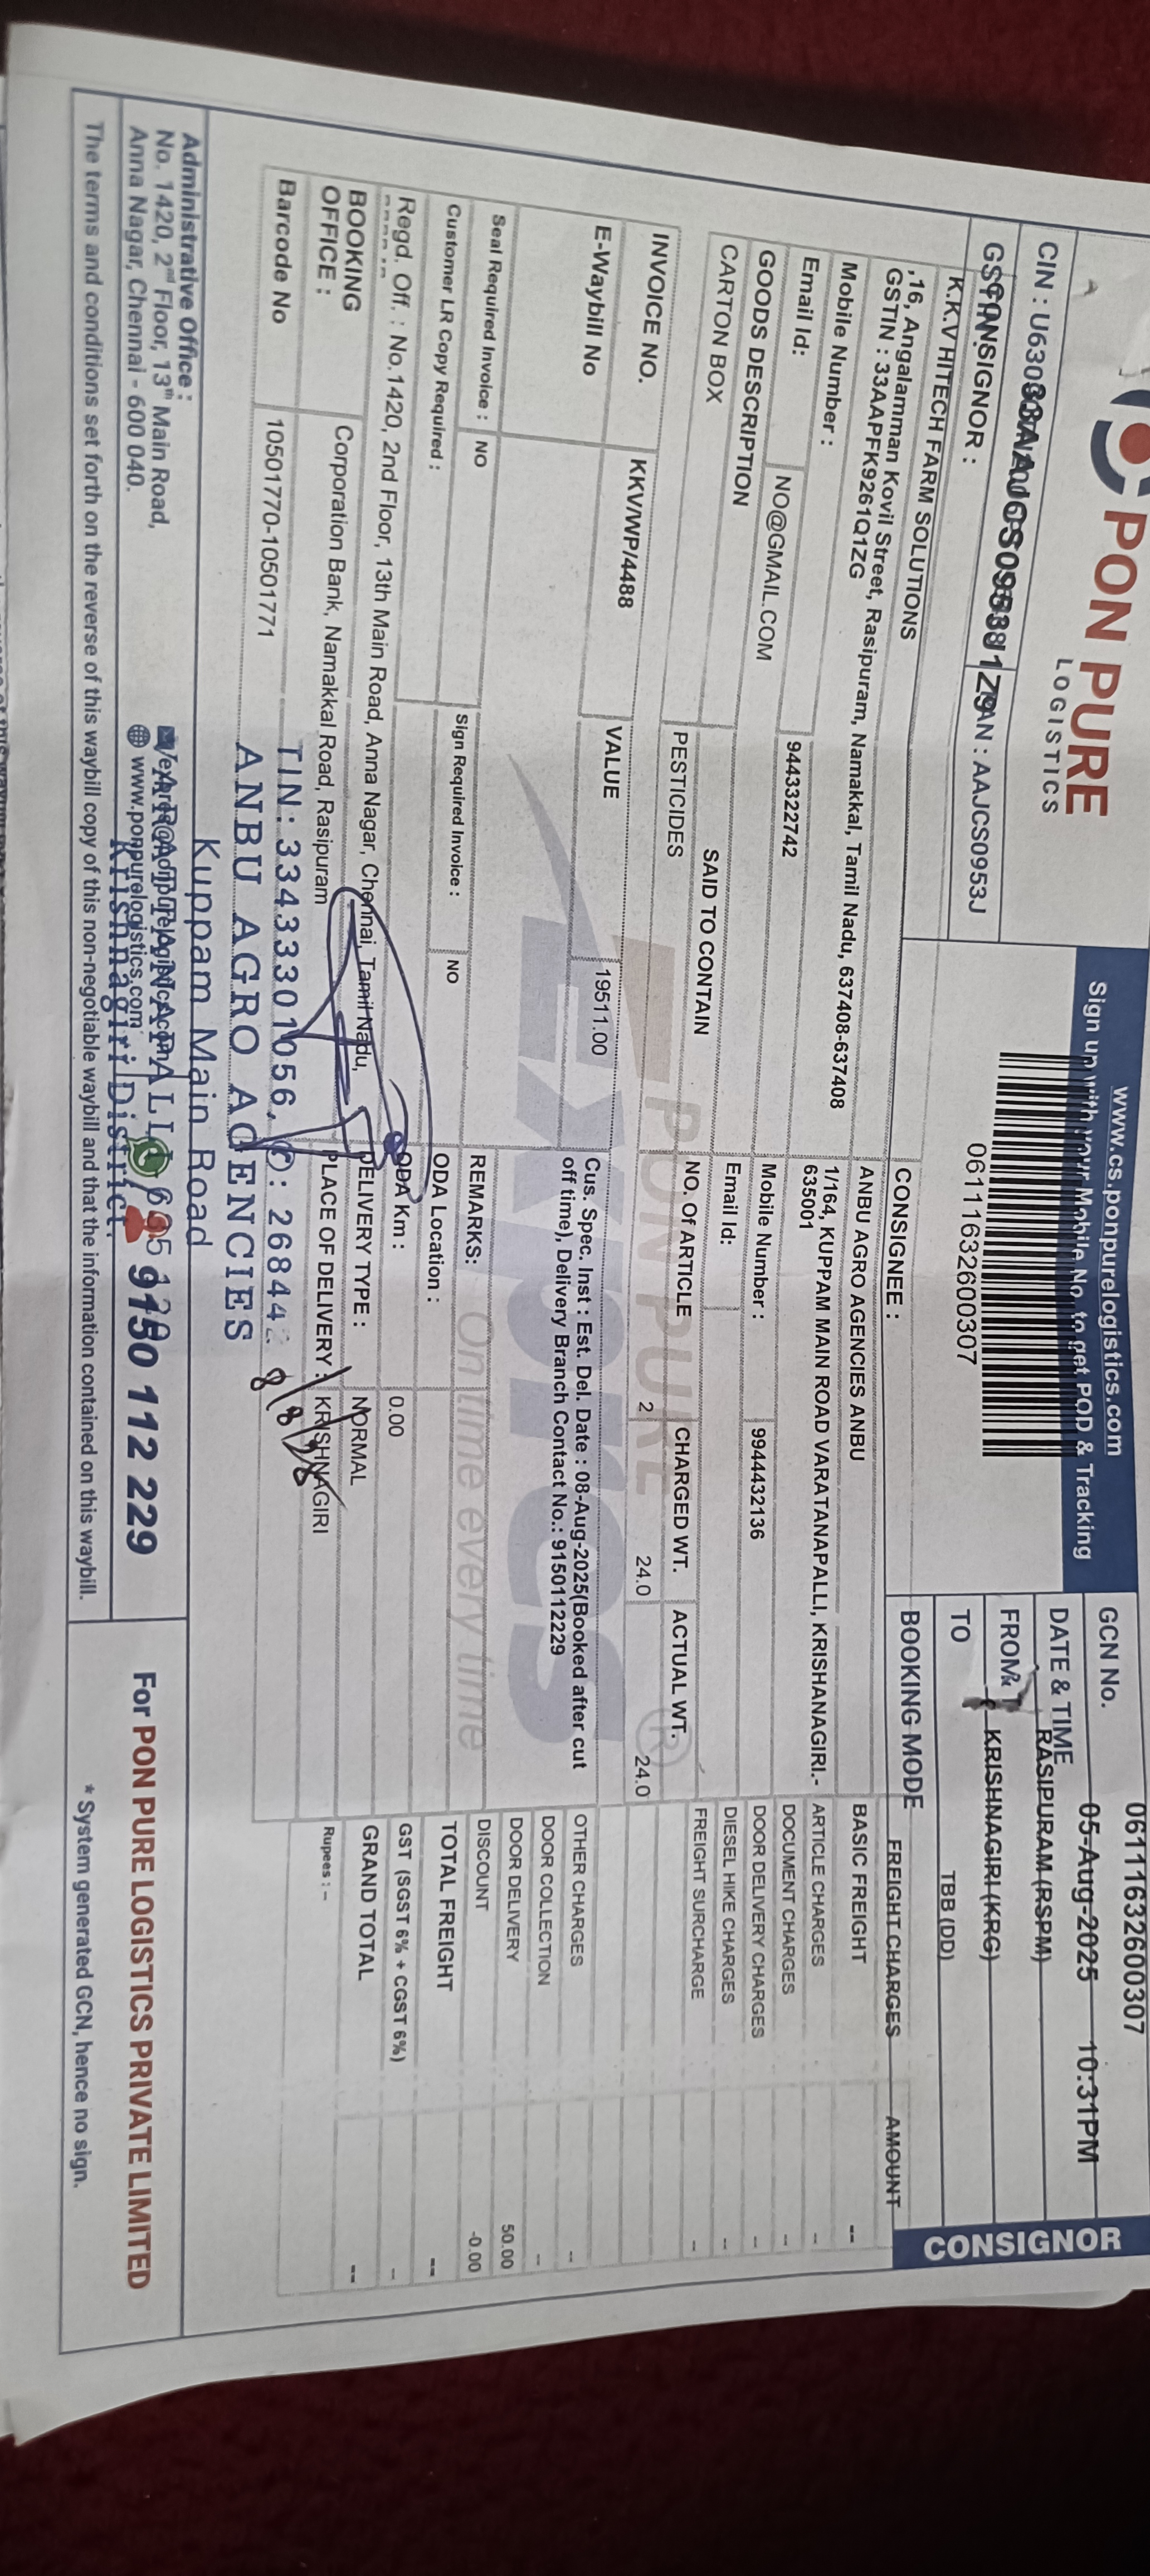 PON PURE
LOGISTICS
www.cs.ponpurelogistics.com
Sign up with your Mobile No. to get POD & Tracking
0611163260307
GCN No. 0611163260307
DATE & TIME 05-Aug-2025 10:31PM
FROM RASIPURAM (RSPM)
TO KRISHNAGIRI (KRG)
BOOKING MODE TBB (DD)
CONSIGNOR
PAN : AAJCS0953J
CONSIGNOR :
K.K.V HITECH FARM SOLUTIONS
,16, Angalamman Kovil Street, Rasipuram, Namakkal, Tamil Nadu, 637408-637408
GSTIN : 33AAPFK9261Q1ZG
Mobile Number : 9443322742
Email Id: NO@GMAIL.COM
CONSIGNEE :
ANBU AGRO AGENCIES ANBU
1/164, KUPPAM MAIN ROAD VARATANAPALLI, KRISHANAGIRI.-
635001
Mobile Number : 9944432136
Email Id:
GOODS DESCRIPTION SAID TO CONTAIN NO. Of ARTICLE CHARGED WT. ACTUAL WT.
CARTON BOX PESTICIDES 2 24.0 24.0
INVOICE NO. KKV/WP/4488 VALUE 19511.00
E-Waybill No
Cus. Spec. Inst : Est. Del. Date : 08-Aug-2025(Booked after cut
off time), Delivery Branch Contact No.: 9150112229
PON PURE
On time every time
Seal Required Invoice : NO Sign Required Invoice : NO
Customer LR Copy Required :
REMARKS:
ODA Location :
ODA Km : 0.00
DELIVERY TYPE : NORMAL
PLACE OF DELIVERY : KRISHNAGIRI
Regd. Off. : No.1420, 2nd Floor, 13th Main Road, Anna Nagar, Chennai, Tamil Nadu,
BOOKING
OFFICE : Corporation Bank, Namakkal Road, Rasipuram
Barcode No 10501770-10501771
FREIGHT CHARGES AMOUNT
BASIC FREIGHT --
ARTICLE CHARGES --
DOCUMENT CHARGES --
DOOR DELIVERY CHARGES --
DIESEL HIKE CHARGES --
FREIGHT SURCHARGE --
OTHER CHARGES --
DOOR COLLECTION --
DOOR DELIVERY 50.00
DISCOUNT -0.00
TOTAL FREIGHT --
GST (SGST 6% + CGST 6%) --
GRAND TOTAL --
Rupees : --
TIN: 33433301056,
ANBU AGRO AGENCIES
Kuppam Main Road
Krishnagiri District.
Administrative Office :
No. 1420, 2nd Floor, 13th Main Road,
Anna Nagar, Chennai - 600 040.
www.ponpurelogistics.com
9150 112 229
The terms and conditions set forth on the reverse of this waybill copy of this non-negotiable waybill and that the information contained on this waybill.
For PON PURE LOGISTICS PRIVATE LIMITED
* System generated GCN, hence no sign.